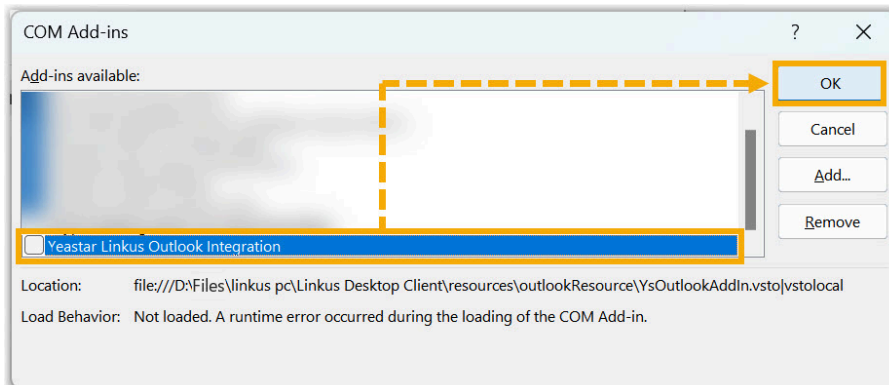 COM Add-ins
?
Add-ins available:
OK
Cancel
Add...
Remove
Yeastar Linkus Outlook Integration
Location: file:///D:\Files\linkus pc\Linkus Desktop Client\resources\outlookResource\YsOutlookAddIn.vsto|vstolocal
Load Behavior: Not loaded. A runtime error occurred during the loading of the COM Add-in.